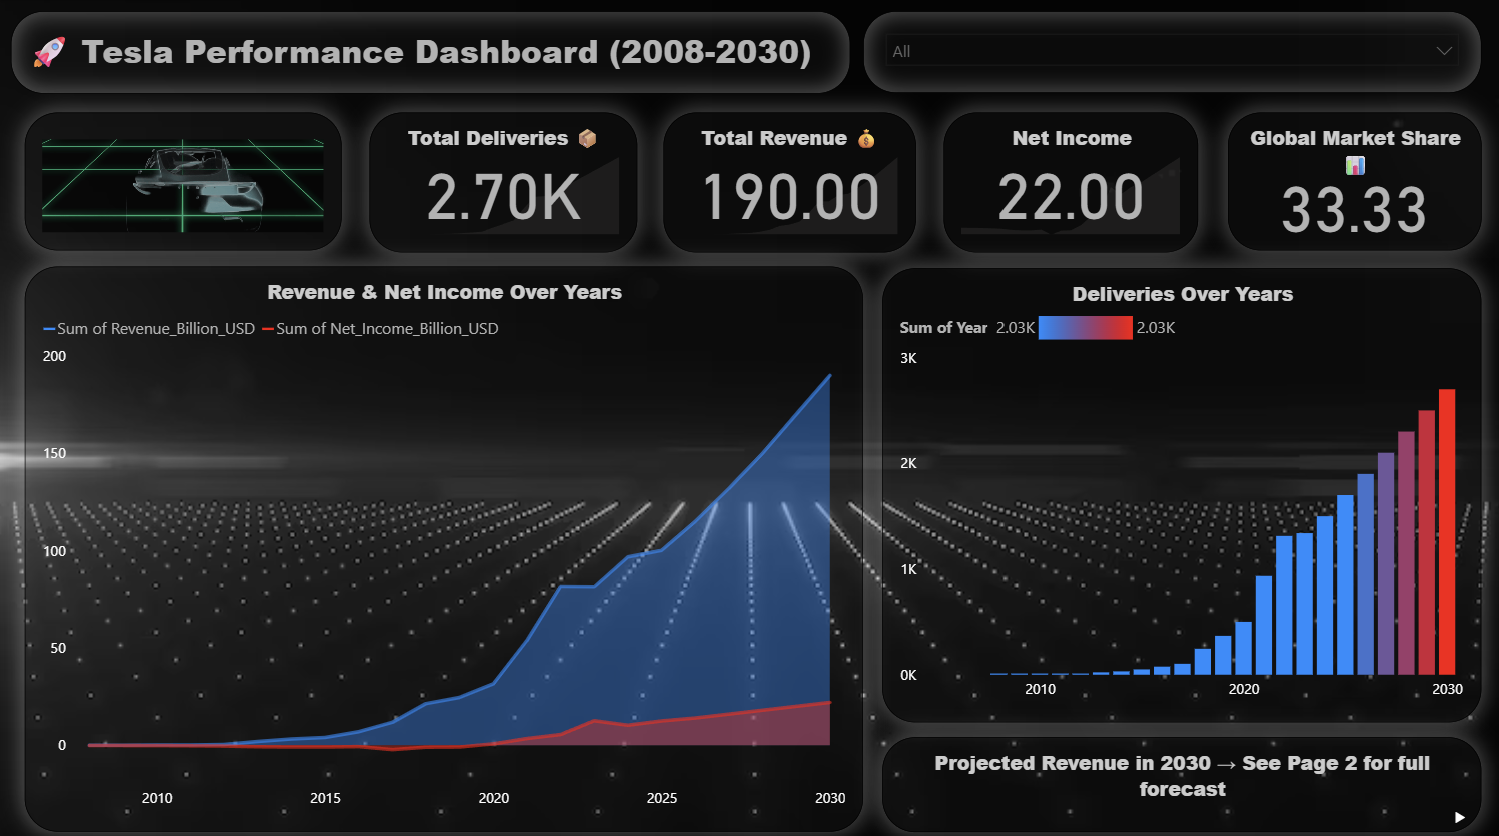 🚀 Tesla Performance Dashboard (2008-2030)
All
Total Deliveries 📦
2.70K
Total Revenue 💰
190.00
Net Income
22.00
Global Market Share
📊
33.33
Revenue & Net Income Over Years
Sum of Revenue_Billion_USD Sum of Net_Income_Billion_USD
200
150
100
50
0
2010 2015 2020 2025 2030
Deliveries Over Years
Sum of Year 2.03K 2.03K
3K
2K
1K
0K
2010 2020 2030
Projected Revenue in 2030 → See Page 2 for full
forecast